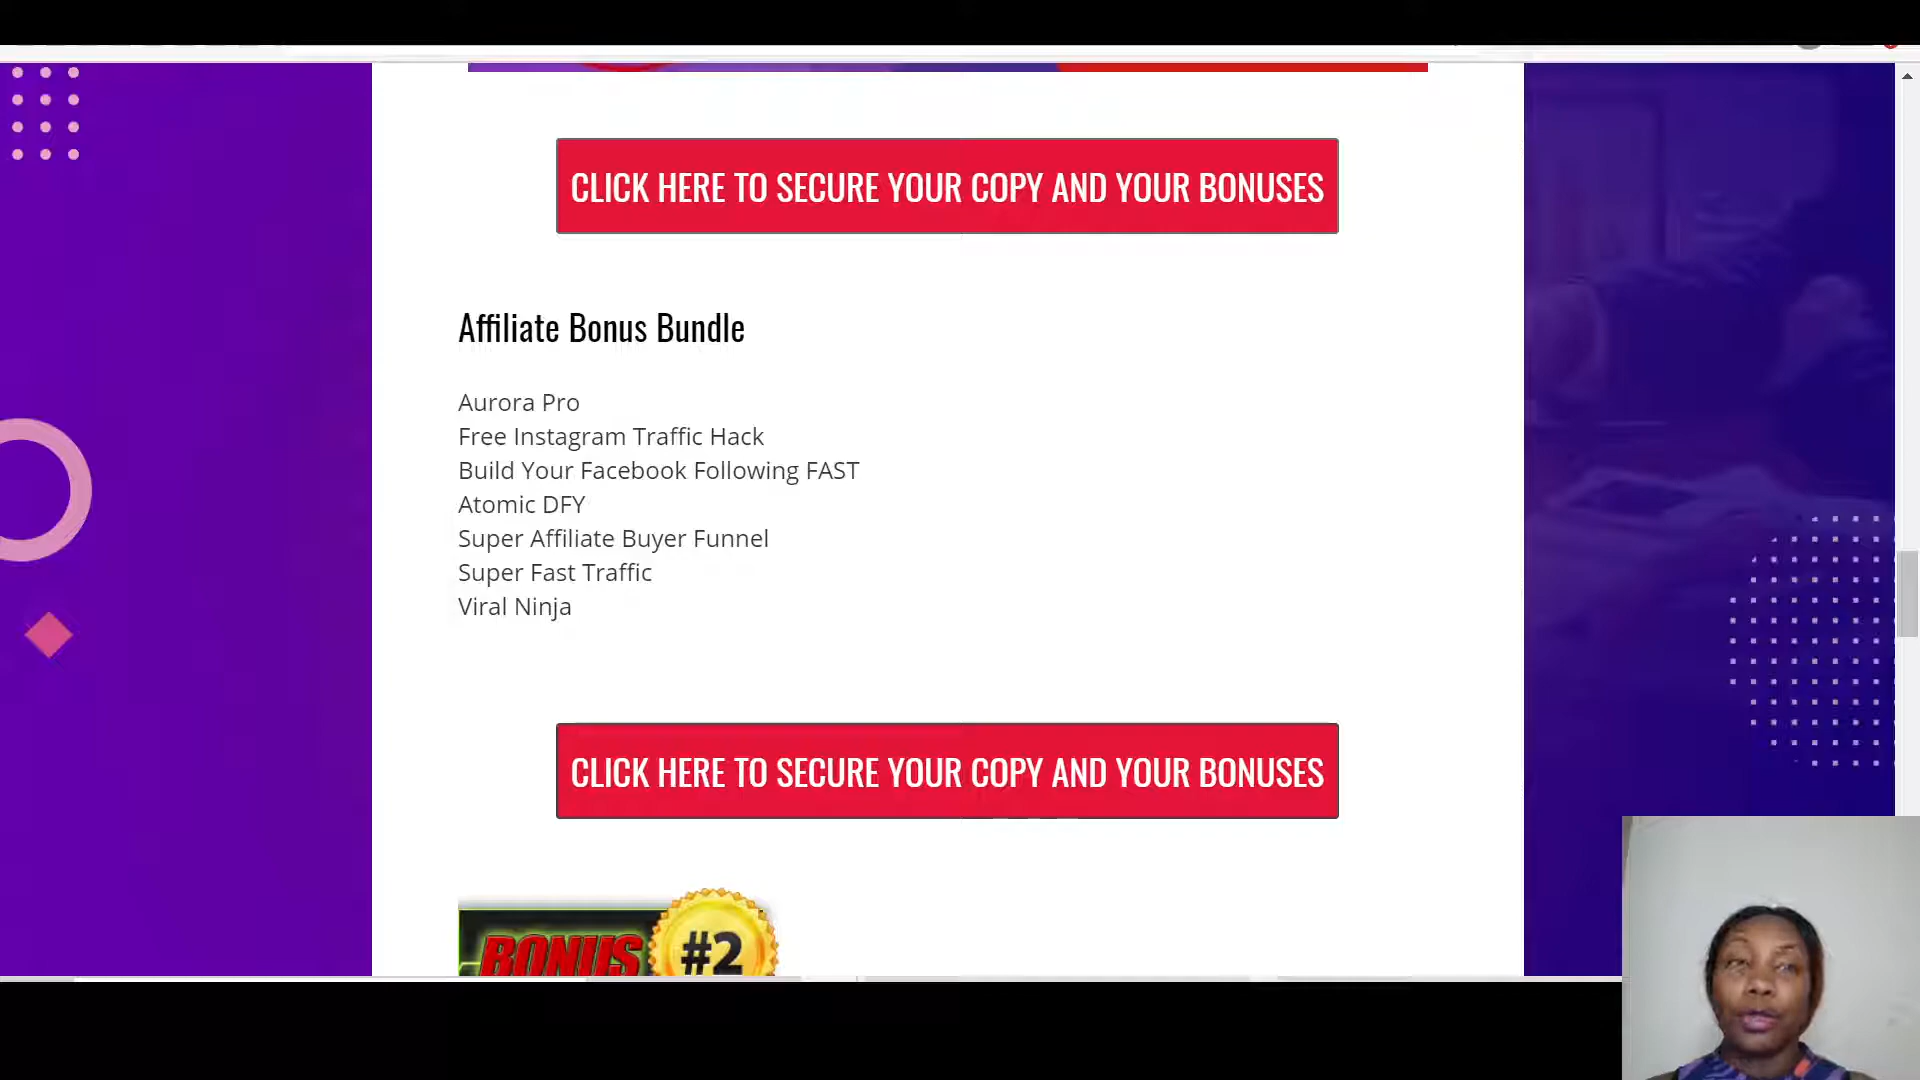 CLICK HERE TO SECURE YOUR COPY AND YOUR BONUSES
Affiliate Bonus Bundle
Aurora Pro
Free Instagram Traffic Hack
Build Your Facebook Following FAST
Atomic DFY
Super Affiliate Buyer Funnel
Super Fast Traffic
Viral Ninja
CLICK HERE TO SECURE YOUR COPY AND YOUR BONUSES
BONUS #2